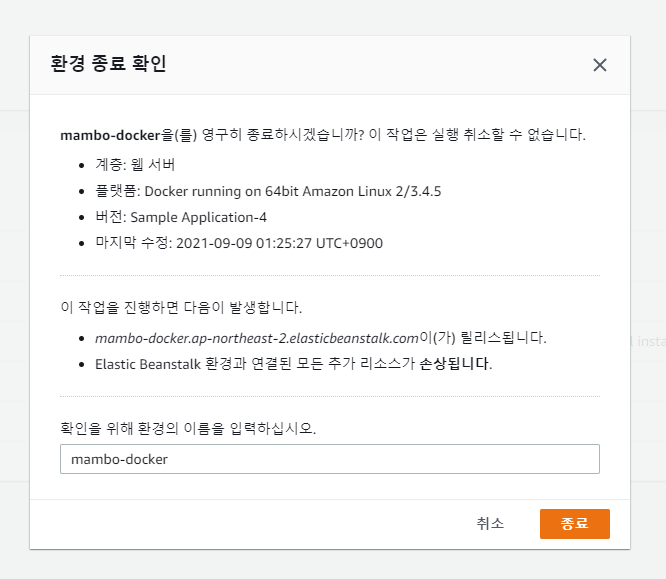 환경 종료 확인
mambo-docker을(를) 영구히 종료하시겠습니까? 이 작업은 실행 취소할 수 없습니다.
계층: 웹 서버
플랫폼: Docker running on 64bit Amazon Linux 2/3.4.5
버전: Sample Application-4
마지막 수정: 2021-09-09 01:25:27 UTC+0900
이 작업을 진행하면 다음이 발생합니다.
mambo-docker.ap-northeast-2.elasticbeanstalk.com이(가) 릴리스됩니다.
Elastic Beanstalk 환경과 연결된 모든 추가 리소스가 손상됩니다.
확인을 위해 환경의 이름을 입력하십시오.
mambo-docker
취소
종료